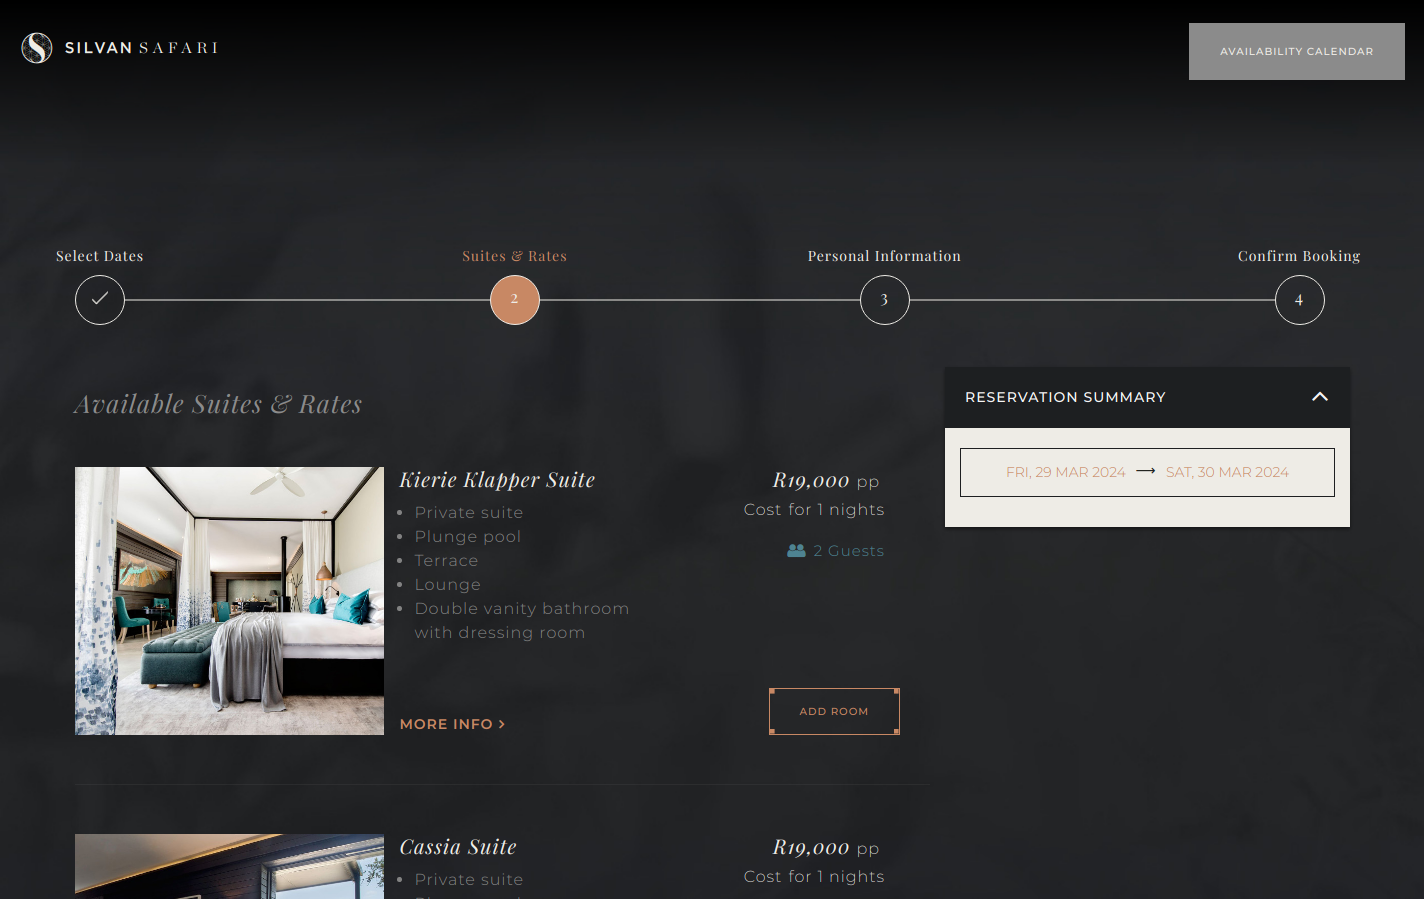 SILVAN SAFARI
AVAILABILITY CALENDAR
Select Dates
Suites & Rates
Personal Information
Confirm Booking
2
3
4
Available Suites & Rates
RESERVATION SUMMARY
FRI, 29 MAR 2024 ⟶ SAT, 30 MAR 2024
Kierie Klapper Suite
Private suite
Plunge pool
Terrace
Lounge
Double vanity bathroom
with dressing room
MORE INFO >
R19,000 pp
Cost for 1 nights
2 Guests
ADD ROOM
Cassia Suite
Private suite
R19,000 pp
Cost for 1 nights